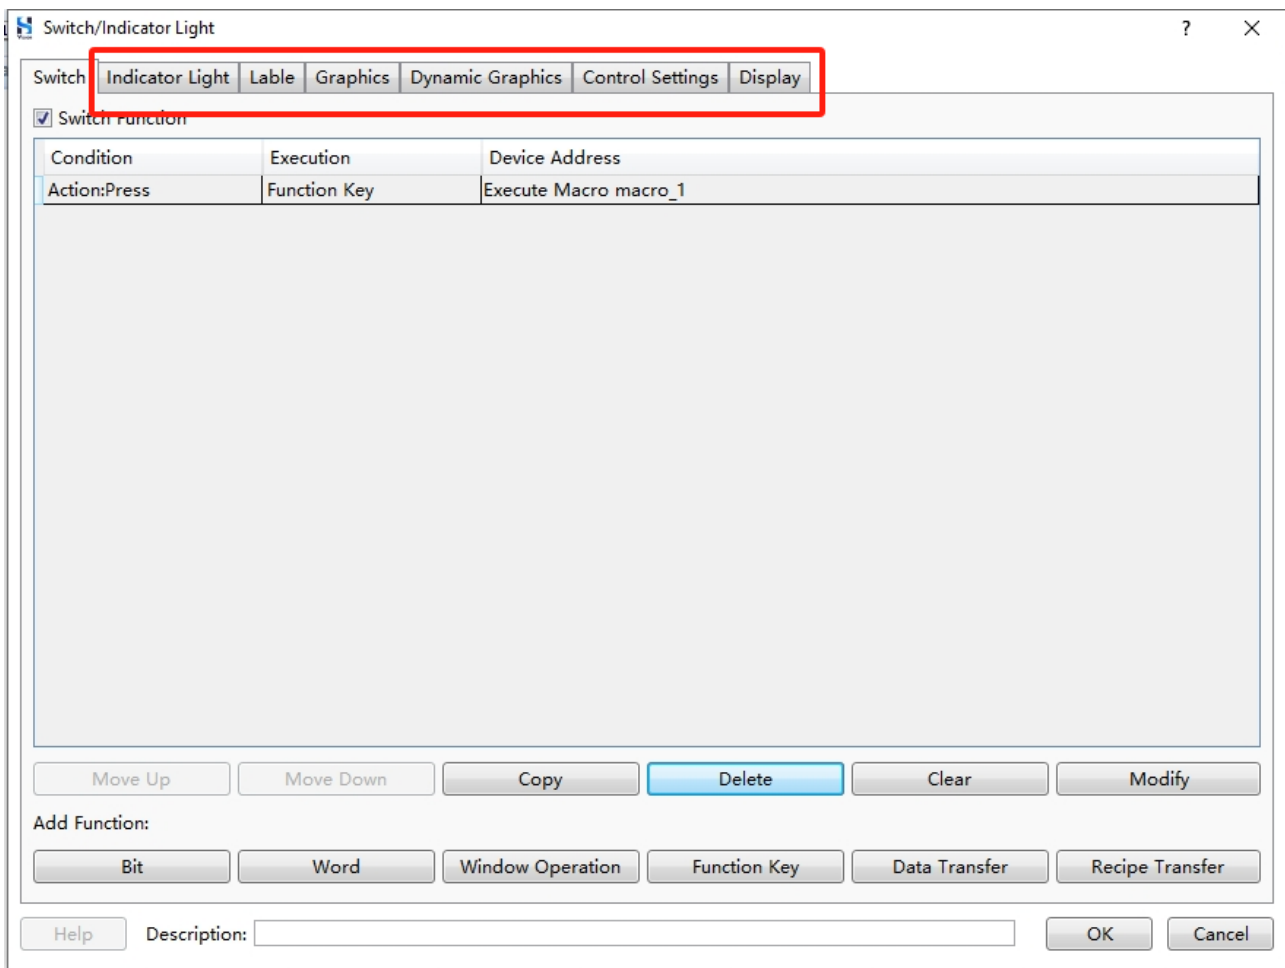 Switch/Indicator Light ?
Switch Indicator Light Lable Graphics Dynamic Graphics Control Settings Display
Switch Function
Condition Execution Device Address
Action:Press Function Key Execute Macro macro_1
Move Up Move Down Copy Delete Clear Modify
Add Function:
Bit Word Window Operation Function Key Data Transfer Recipe Transfer
Help Description: OK Cancel